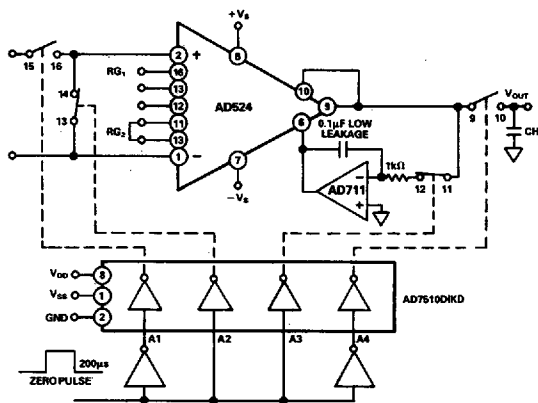 +VS
8
15
16
2
+
RG1
16
13
12
11
RG2
13
1
−
14
13
AD524
10
9
6
0.1μF LOW
LEAKAGE
7
−VS
AD711
−
+
1kΩ
12
11
9
10
VOUT
CH
VDD
8
VSS
1
GND
2
AD7510DIKD
A1
A2
A3
A4
200μs
ZERO PULSE